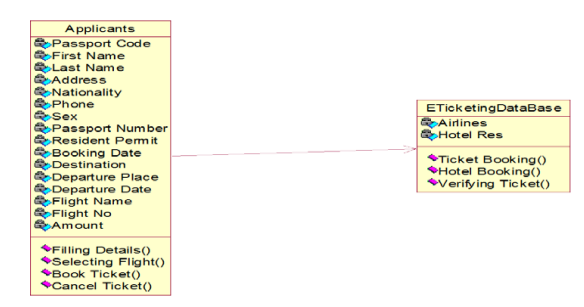 Applicants
Passport Code
First Name
Last Name
Address
Nationality
Phone
Sex
Passport Number
Resident Permit
Booking Date
Destination
Departure Place
Departure Date
Flight Name
Flight No
Amount
Filling Details()
Selecting Flight()
Book Ticket()
Cancel Ticket()
ETicketingDataBase
Airlines
Hotel Res
Ticket Booking()
Hotel Booking()
Verifying Ticket()